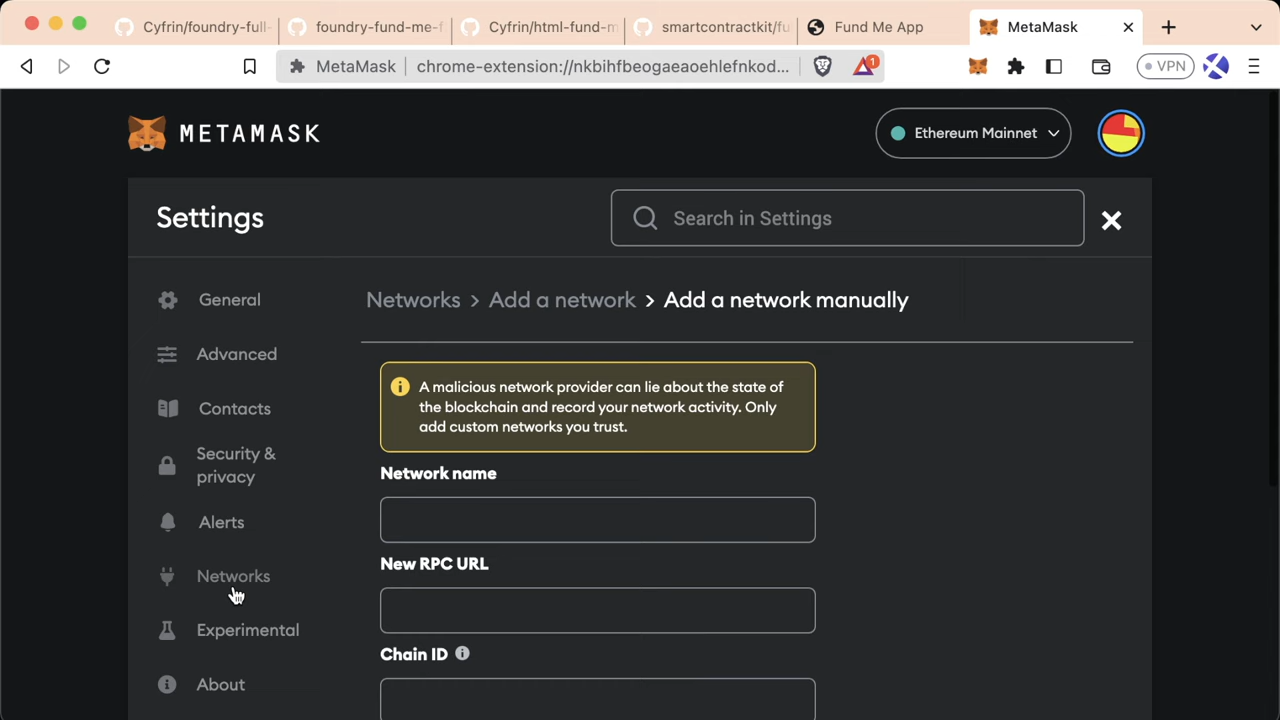 Cyfrin/foundry-full-
foundry-fund-me-f
Cyfrin/html-fund-m
smartcontractkit/fu
Fund Me App
MetaMask
MetaMask
chrome-extension://nkbihfbeogaeaoehlefnkod...
1
VPN
METAMASK
Ethereum Mainnet
Settings
Search in Settings
General
Networks > Add a network > Add a network manually
Advanced
A malicious network provider can lie about the state of
the blockchain and record your network activity. Only
add custom networks you trust.
Contacts
Security &
privacy
Network name
Alerts
New RPC URL
Networks
Experimental
Chain ID
About